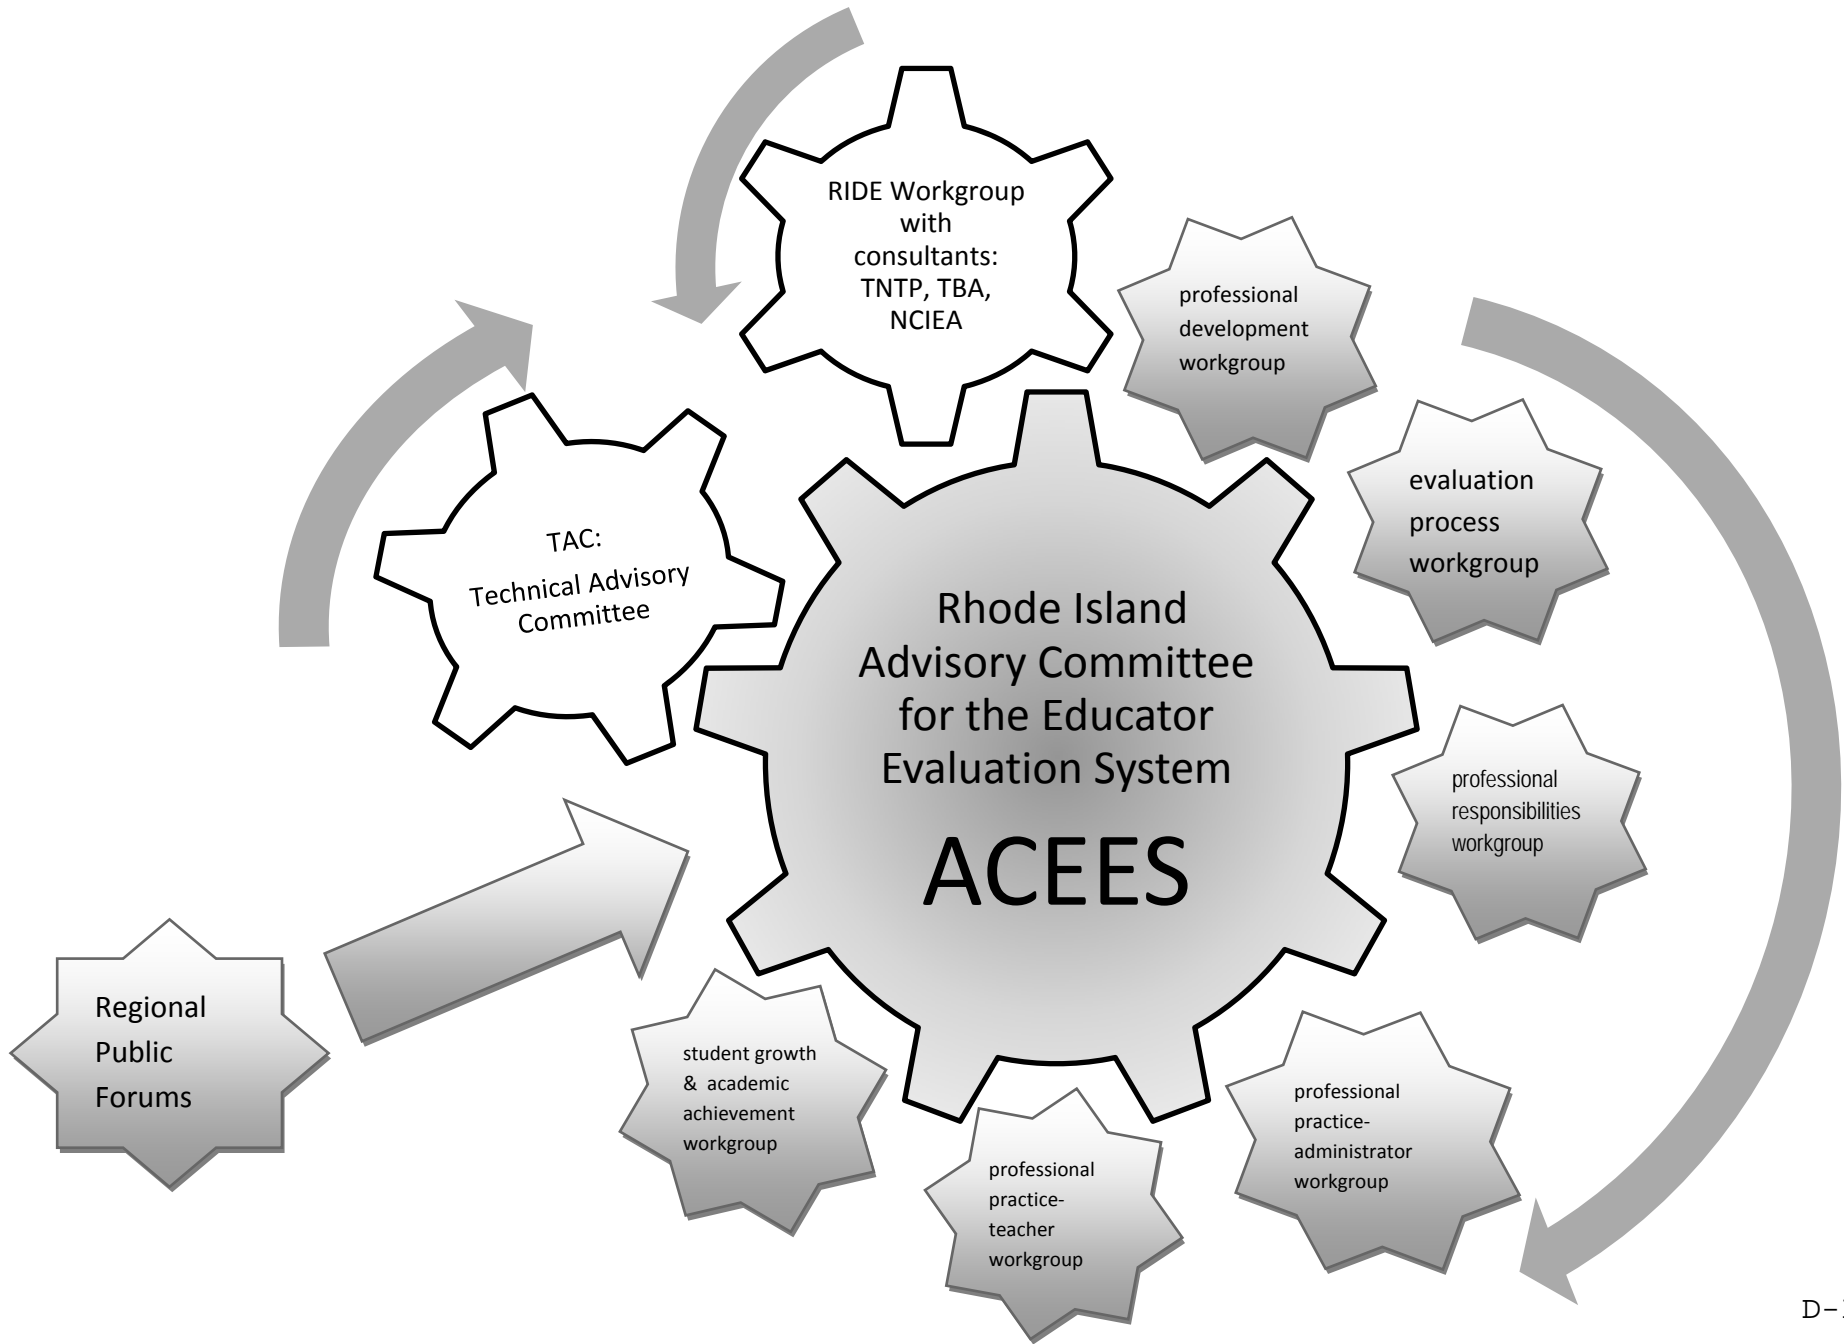 RIDE Workgroup
with
consultants:
TNTP, TBA,
NCIEA
professional
development
workgroup
evaluation
process
workgroup
TAC:
Technical Advisory
Committee
Rhode Island
Advisory Committee
for the Educator
Evaluation System
ACEES
professional
responsibilities
workgroup
Regional
Public
Forums
student growth
& academic
achievement
workgroup
professional
practice-
teacher
workgroup
professional
practice-
administrator
workgroup